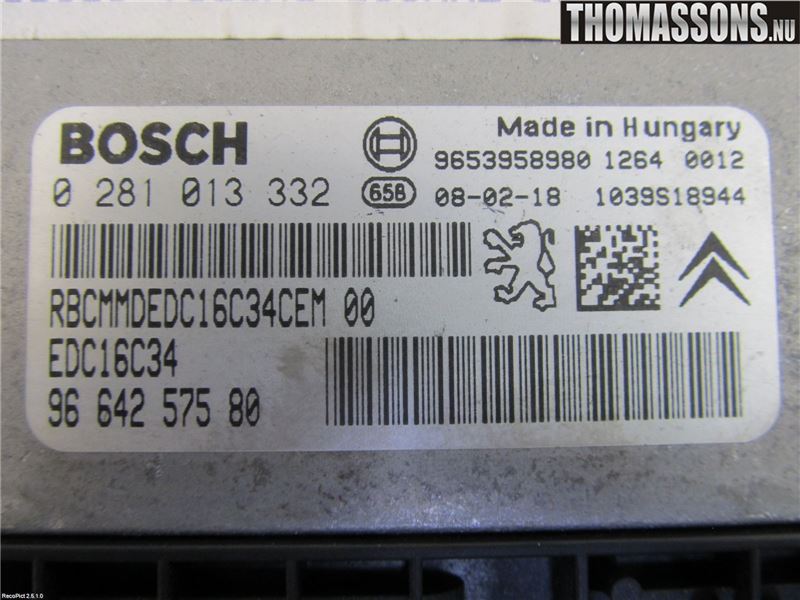 THOMASSONS.NU
BOSCH
Made in Hungary
9653958980 1264 0012
0 281 013 332
658
08-02-18 1039S18944
RBCMMDEDC16C34CEM 00
EDC16C34
96 642 575 80
RecoPict 2.5.1.0